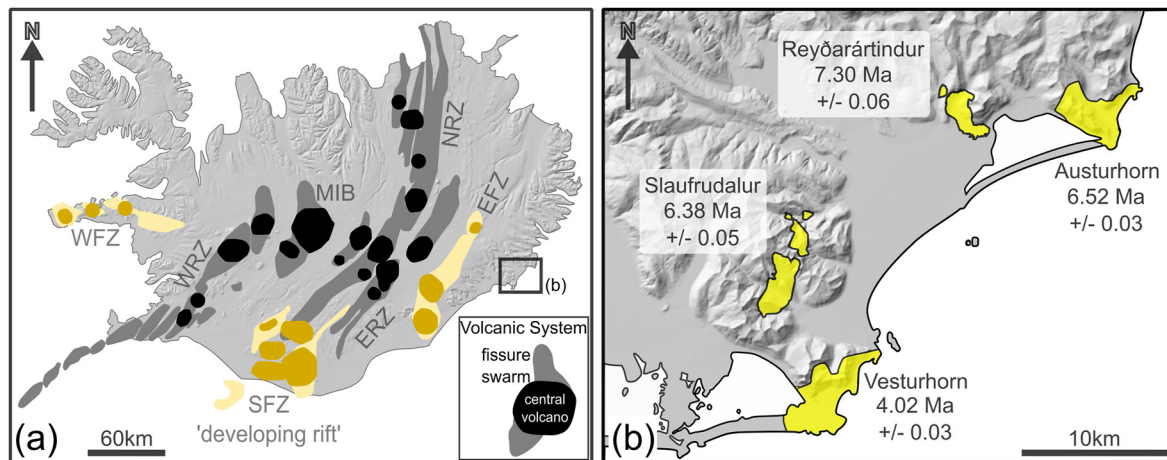 N
NRZ
MIB
EFZ
WFZ
WRZ
(b)
ERZ
SFZ
'developing rift'
(a)
60km
Volcanic System
fissure
swarm
central
volcano
N
Reyðarártindur
7.30 Ma
+/- 0.06
Slaufrudalur
6.38 Ma
+/- 0.05
Austurhorn
6.52 Ma
+/- 0.03
Vesturhorn
4.02 Ma
+/- 0.03
(b)
10km